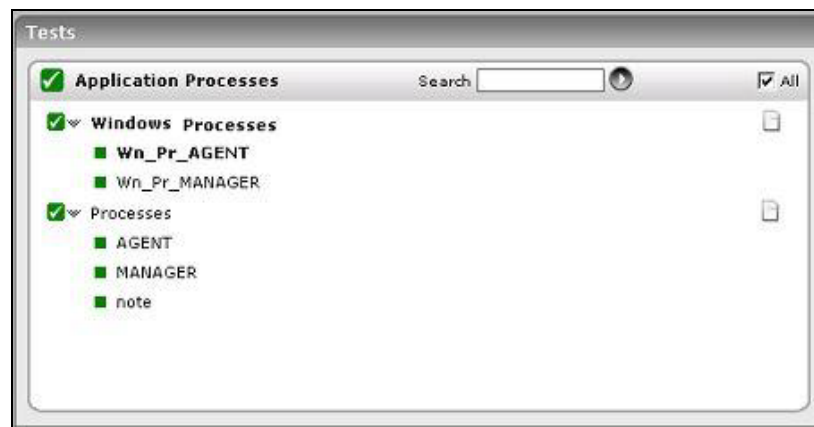 Tests
Application Processes Search All
Windows Processes
Wn_Pr_AGENT
Wn_Pr_MANAGER
Processes
AGENT
MANAGER
note